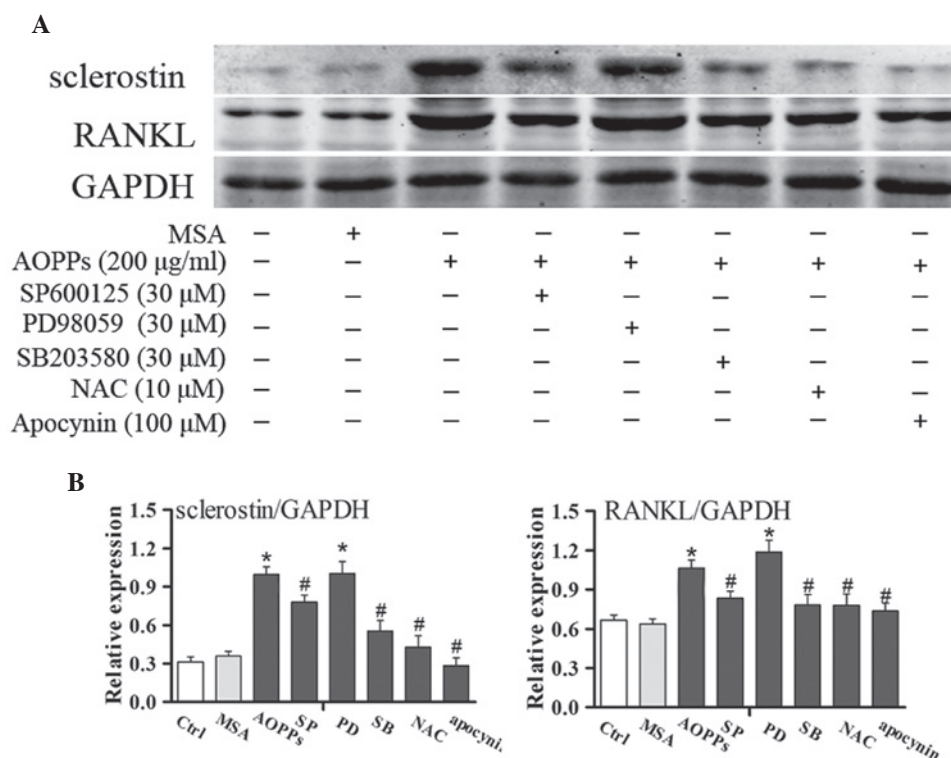 A
sclerostin
RANKL
GAPDH
MSA − + − − − − − −
AOPPs (200 µg/ml) − − + + + + + +
SP600125 (30 µM) − − − + − − − −
PD98059 (30 µM) − − − − + − − −
SB203580 (30 µM) − − − − − + − −
NAC (10 µM) − − − − − − + −
Apocynin (100 µM) − − − − − − − +
B
sclerostin/GAPDH
Relative expression
1.5
1.2
0.9
0.6
0.3
0.0
* # * # # #
Ctrl MSA AOPPs SP PD SB NAC apocynin
RANKL/GAPDH
Relative expression
1.5
1.2
0.9
0.6
0.3
0.0
* # * # # #
Ctrl MSA AOPPs SP PD SB NAC apocynin